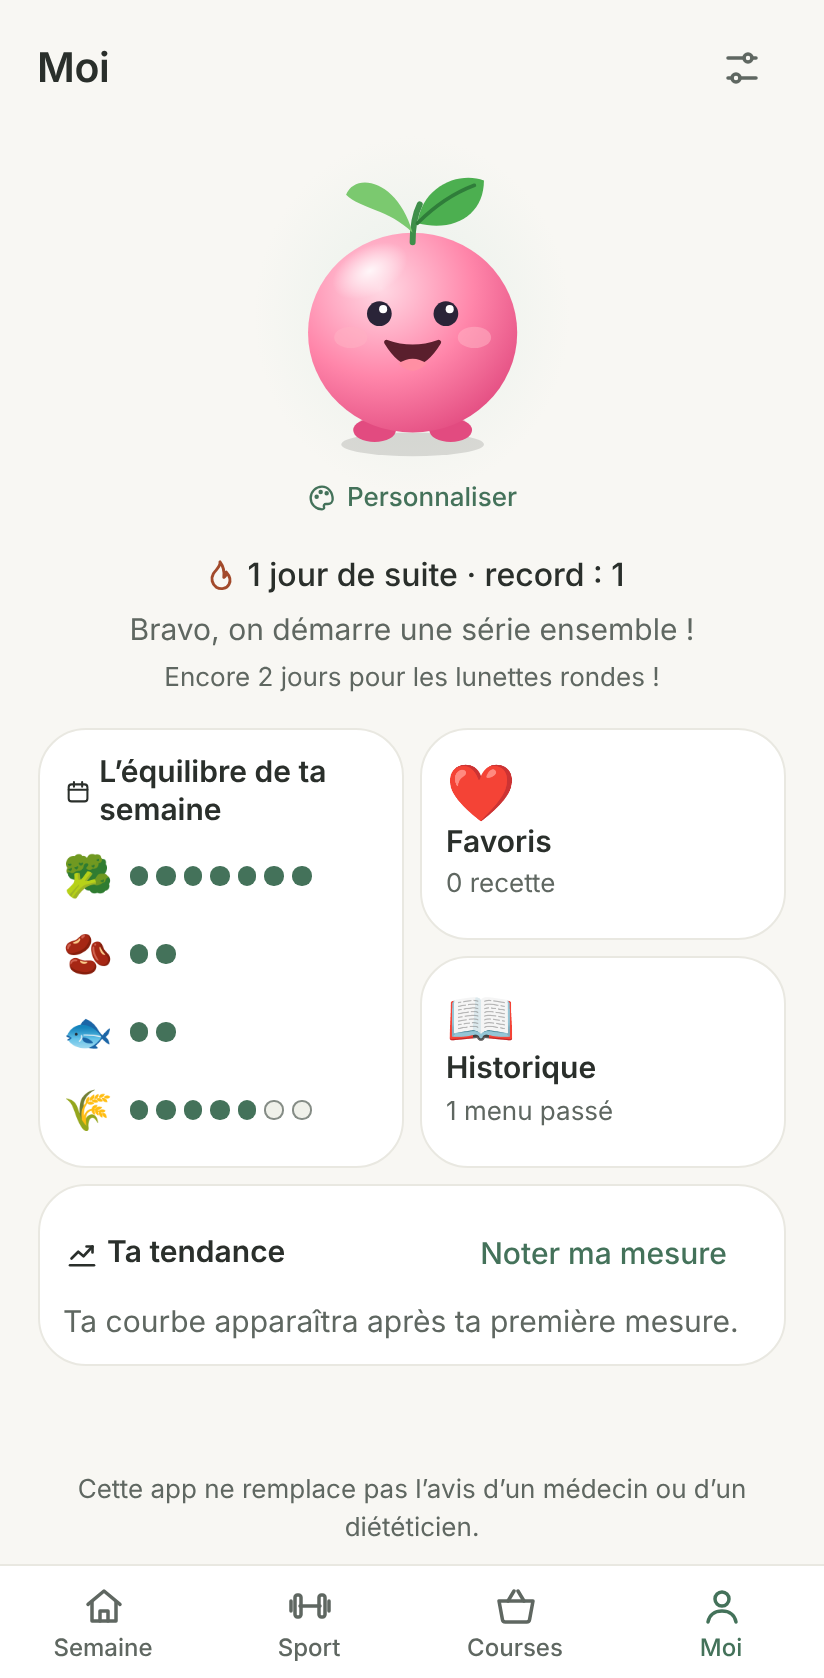 Moi
Personnaliser
1 jour de suite · record : 1
Bravo, on démarre une série ensemble !
Encore 2 jours pour les lunettes rondes !
L’équilibre de ta
semaine
Favoris
0 recette
Historique
1 menu passé
Ta tendance
Noter ma mesure
Ta courbe apparaîtra après ta première mesure.
Cette app ne remplace pas l’avis d’un médecin ou d’un
diététicien.
Semaine
Sport
Courses
Moi